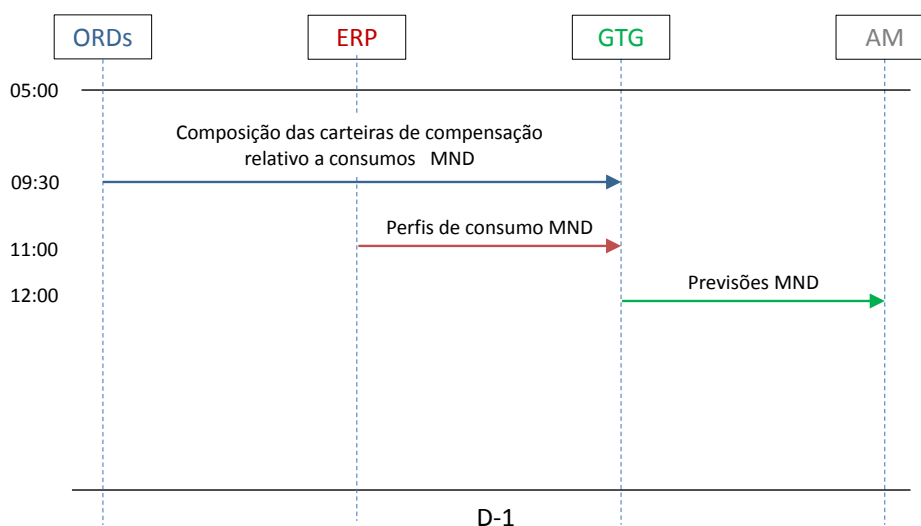 ORDs ERP GTG AM
05:00
Composição das carteiras de compensação
relativo a consumos MND
09:30
Perfis de consumo MND
11:00
Previsões MND
12:00
D-1